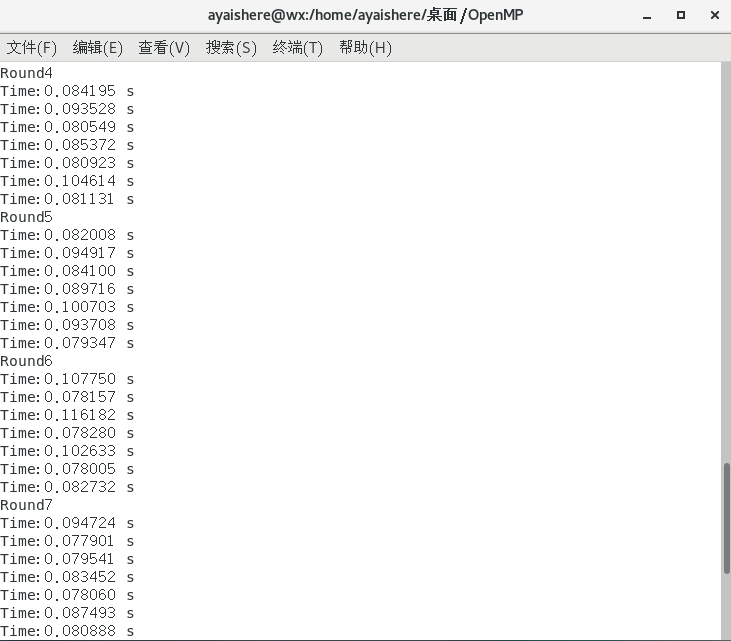 ayaishere@wx:/home/ayaishere/桌面/OpenMP
文件(F) 编辑(E) 查看(V) 搜索(S) 终端(T) 帮助(H)
Round4
Time:0.084195 s
Time:0.093528 s
Time:0.080549 s
Time:0.085372 s
Time:0.080923 s
Time:0.104614 s
Time:0.081131 s
Round5
Time:0.082008 s
Time:0.094917 s
Time:0.084100 s
Time:0.089716 s
Time:0.100703 s
Time:0.093708 s
Time:0.079347 s
Round6
Time:0.107750 s
Time:0.078157 s
Time:0.116182 s
Time:0.078280 s
Time:0.102633 s
Time:0.078005 s
Time:0.082732 s
Round7
Time:0.094724 s
Time:0.077901 s
Time:0.079541 s
Time:0.083452 s
Time:0.078060 s
Time:0.087493 s
Time:0.080888 s